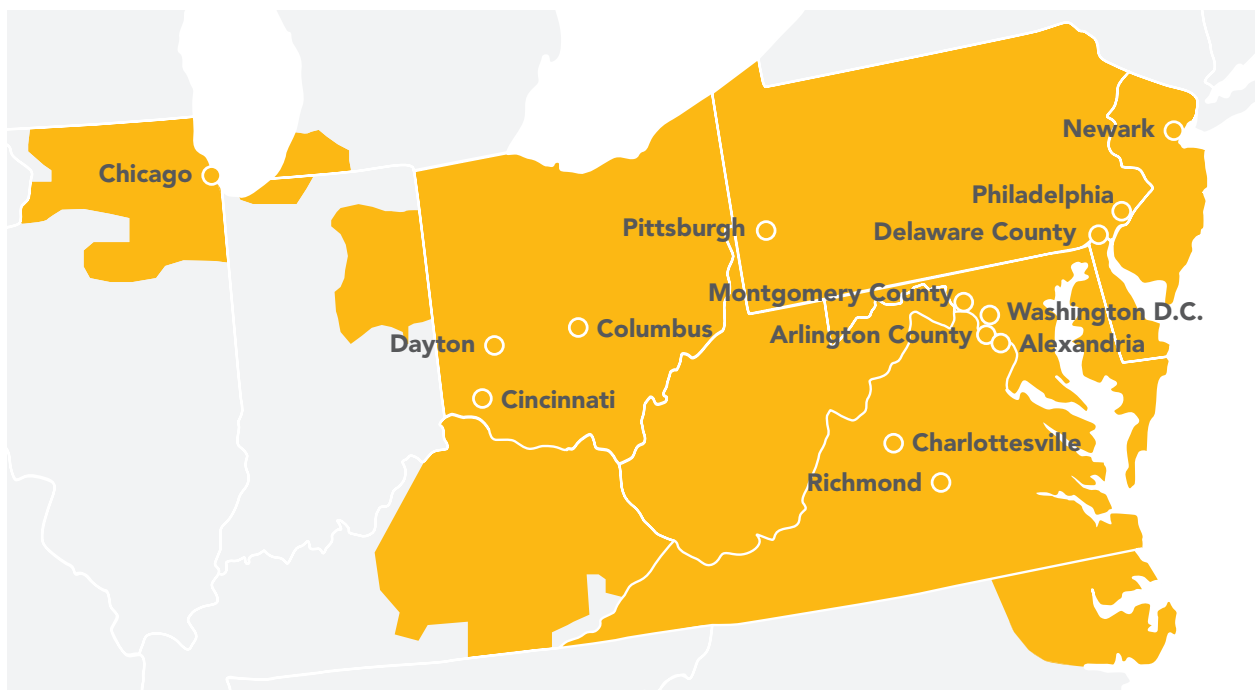 Newark
Chicago
Philadelphia
Pittsburgh
Delaware County
Montgomery County
Washington D.C.
Columbus
Arlington County
Dayton
Alexandria
Cincinnati
Charlottesville
Richmond